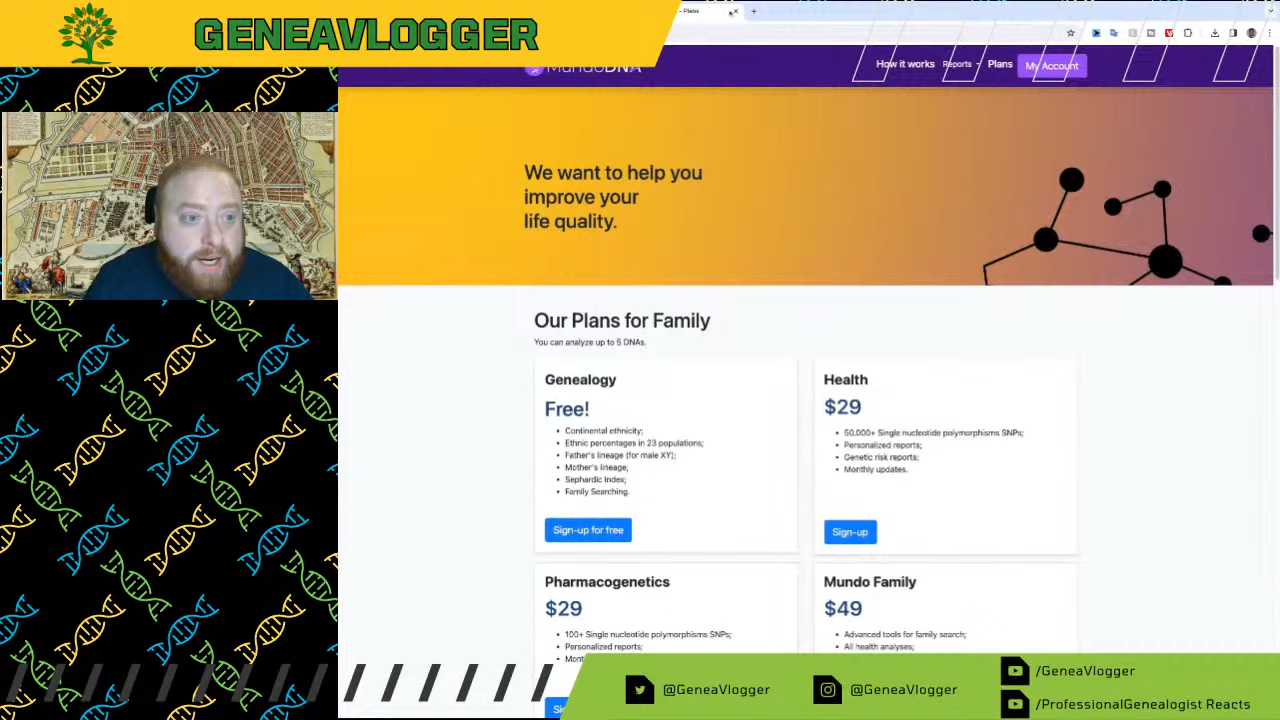 GENEAVLOGGER
- Plans
MundoDNA
How it works
Reports
Plans
My Account
We want to help you
improve your
life quality.
Our Plans for Family
You can analyze up to 5 DNAs.
Genealogy
Free!
Continental ethnicity;
Ethnic percentages in 23 populations;
Father's lineage (for male XY);
Mother's lineage;
Sephardic Index;
Family Searching.
Sign-up for free
Health
$29
50,000+ Single nucleotide polymorphisms SNPs;
Personalized reports;
Genetic risk reports;
Monthly updates.
Sign-up
Pharmacogenetics
$29
100+ Single nucleotide polymorphisms SNPs;
Personalized reports;
Mundo Family
$49
Advanced tools for family search;
All health analyses;
@GeneaVlogger
@GeneaVlogger
/GeneaVlogger
/ProfessionalGenealogist Reacts